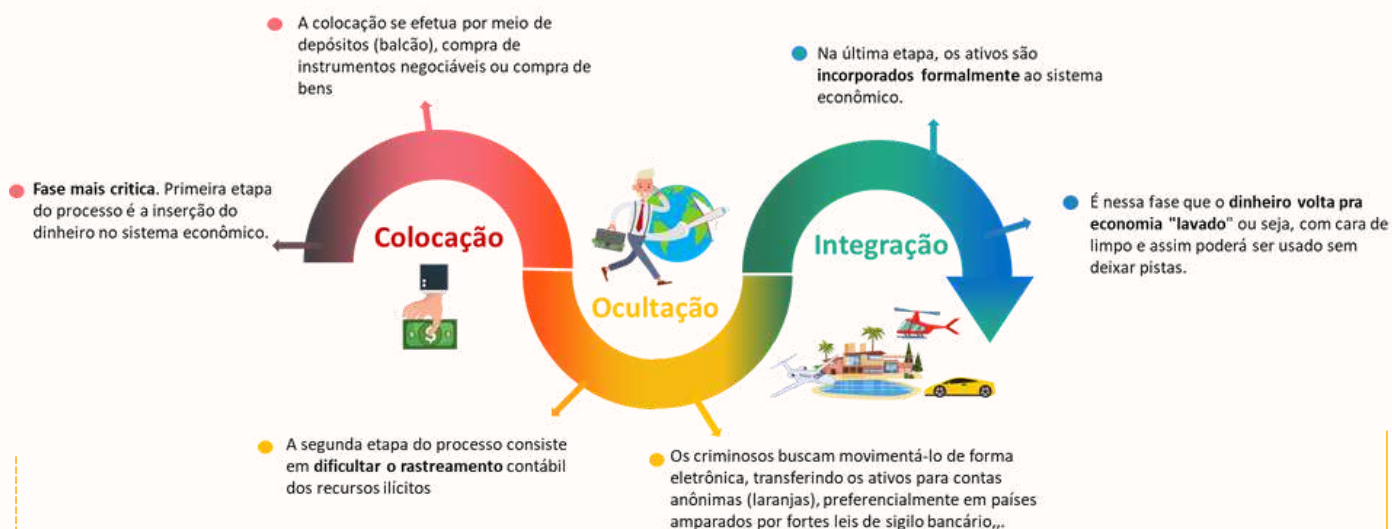 A colocação se efetua por meio de
depósitos (balcão), compra de
instrumentos negociáveis ou compra de
bens
Na última etapa, os ativos são
incorporados formalmente ao sistema
econômico.
Fase mais critica. Primeira etapa
do processo é a inserção do
dinheiro no sistema econômico.
É nessa fase que o dinheiro volta pra
economia "lavado" ou seja, com cara de
limpo e assim poderá ser usado sem
deixar pistas.
Colocação
$
Ocultação
Integração
A segunda etapa do processo consiste
em dificultar o rastreamento contábil
dos recursos ilícitos
Os criminosos buscam movimentá-lo de forma
eletrônica, transferindo os ativos para contas
anônimas (laranjas), preferencialmente em países
amparados por fortes leis de sigilo bancário,,.